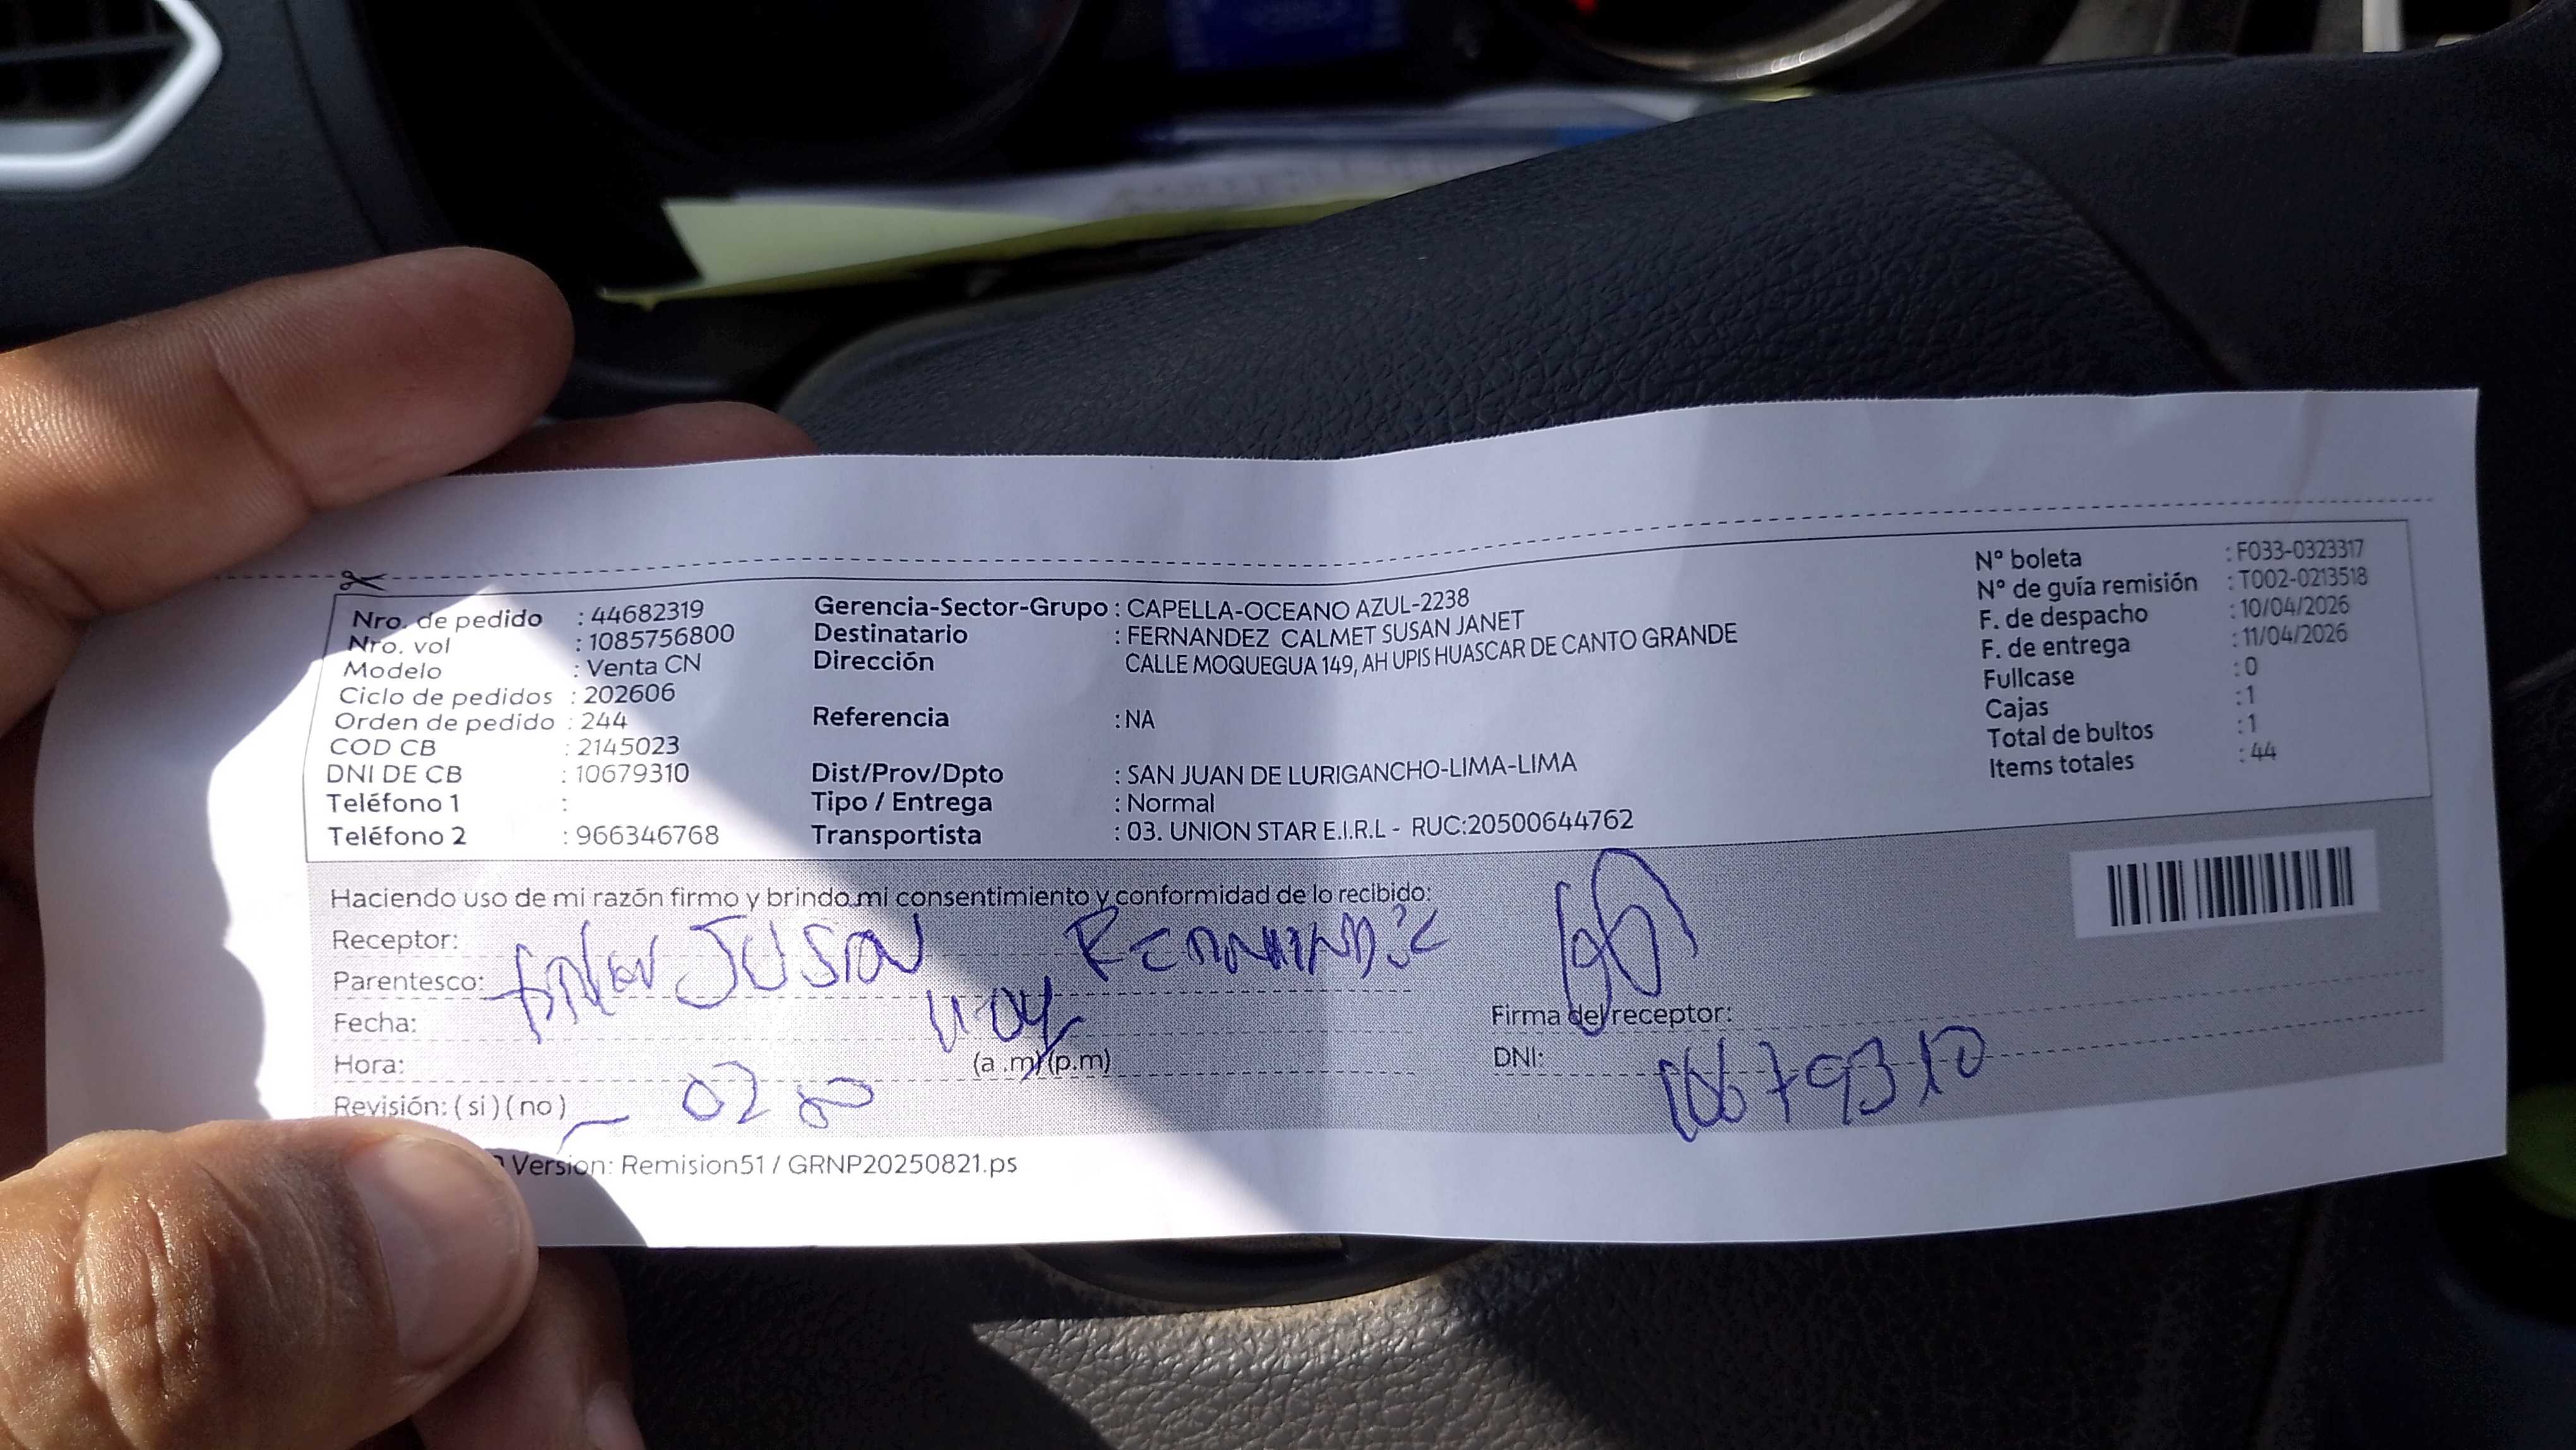 Nro. de pedido : 44682319
Nro. vol : 1085756800
Modelo : Venta CN
Ciclo de pedidos : 202606
Orden de pedido : 244
COD CB : 2145023
DNI DE CB : 10679310
Teléfono 1 :
Teléfono 2 : 966346768
Gerencia-Sector-Grupo : CAPELLA-OCEANO AZUL-2238
Destinatario : FERNANDEZ CALMET SUSAN JANET
Dirección CALLE MOQUEGUA 149, AH UPIS HUASCAR DE CANTO GRANDE
Referencia : NA
Dist/Prov/Dpto : SAN JUAN DE LURIGANCHO-LIMA-LIMA
Tipo / Entrega : Normal
Transportista : 03. UNION STAR E.I.R.L - RUC:20500644762
N° boleta : F033-0323317
N° de guía remisión : T002-0213518
F. de despacho : 10/04/2026
F. de entrega : 11/04/2026
Fullcase : 0
Cajas : 1
Total de bultos : 1
Items totales : 44
Haciendo uso de mi razón firmo y brindo mi consentimiento y conformidad de lo recibido:
Receptor:
Parentesco:
Fecha: 11-04
Hora: (a .m) (p.m)
Revisión: ( si ) ( no )
Firma del receptor:
DNI: 10679310
Version: Remision51 / GRNP20250821.ps